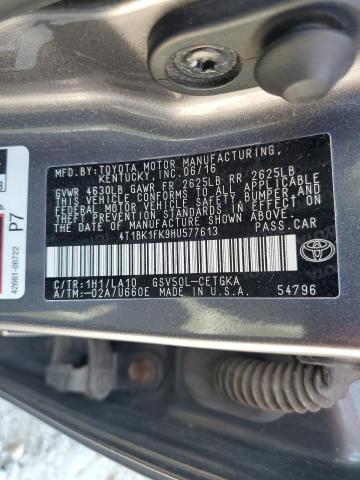 MFD.BY:TOYOTA MOTOR MANUFACTURING,
KENTUCKY,INC.06/16
GVWR 4630LB GAWR FR 2625LB RR 2625LB
THIS VEHICLE CONFORMS TO ALL APPLICABLE
FEDERAL MOTOR VEHICLE SAFETY,BUMPER,AND
THEFT PREVENTION STANDARDS IN EFFECT ON THE
DATE OF MANUFACTURE SHOWN ABOVE.
4T1BK1FK9HU577613 PASS.CAR
C/TR:1H1/LA10 GSV50L-CETGKA
A/TM:-02A/U660E MADE IN U.S.A. 54796
P7
42661-06722
TOYOTA